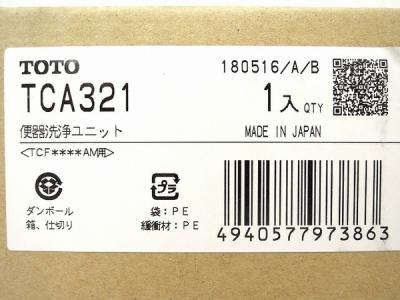 TOTO
180516/A/B
TCA321
1入 QTY
便器洗浄ユニット
MADE IN JAPAN
<TCF****AM用>
プラ
ダンボール
箱、仕切り
袋:PE
緩衝材:PE
4940577973863